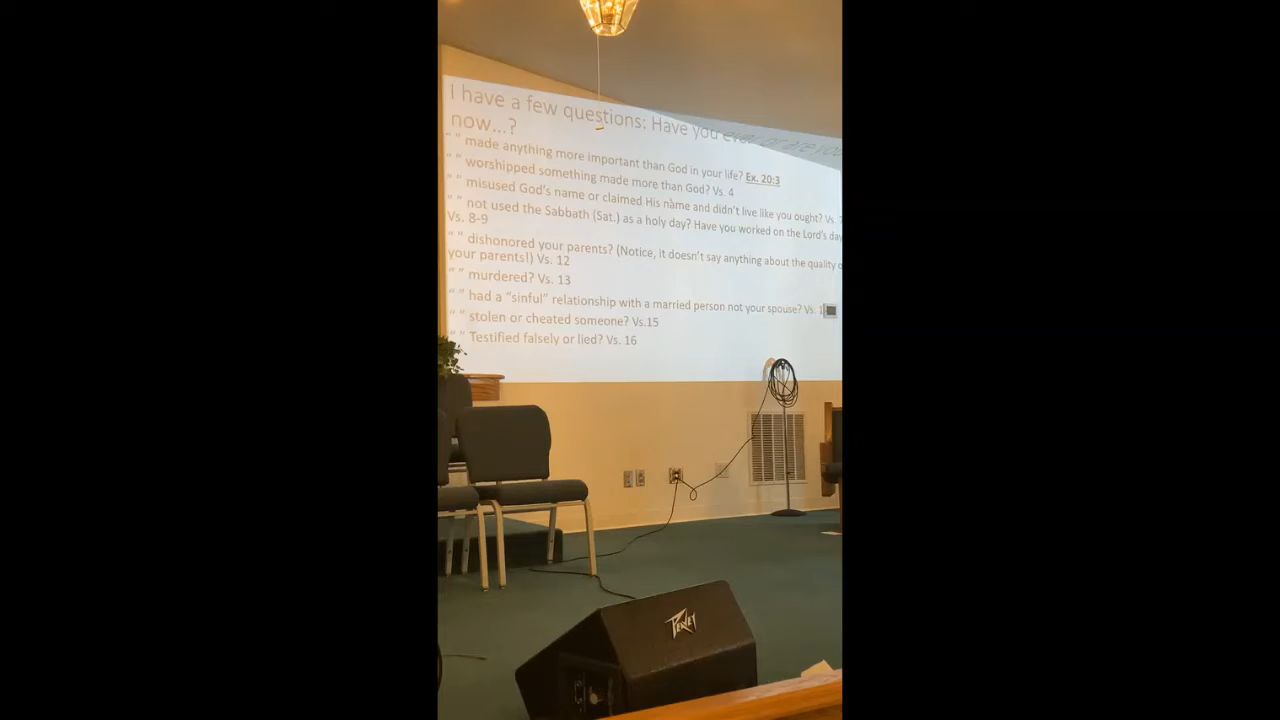 I have a few questions: Have you ever or are you
now...?
" " made anything more important than God in your life? Ex. 20:3
" " worshipped something made more than God? Vs. 4
" " misused God's name or claimed His name and didn't live like you ought? Vs.
" " not used the Sabbath (Sat.) as a holy day? Have you worked on the Lord's day
Vs. 8-9
" " dishonored your parents? (Notice, it doesn't say anything about the quality
your parents!) Vs. 12
" " murdered? Vs. 13
" " had a "sinful" relationship with a married person not your spouse? Vs.
" " stolen or cheated someone? Vs.15
" " Testified falsely or lied? Vs. 16
PEAVEY